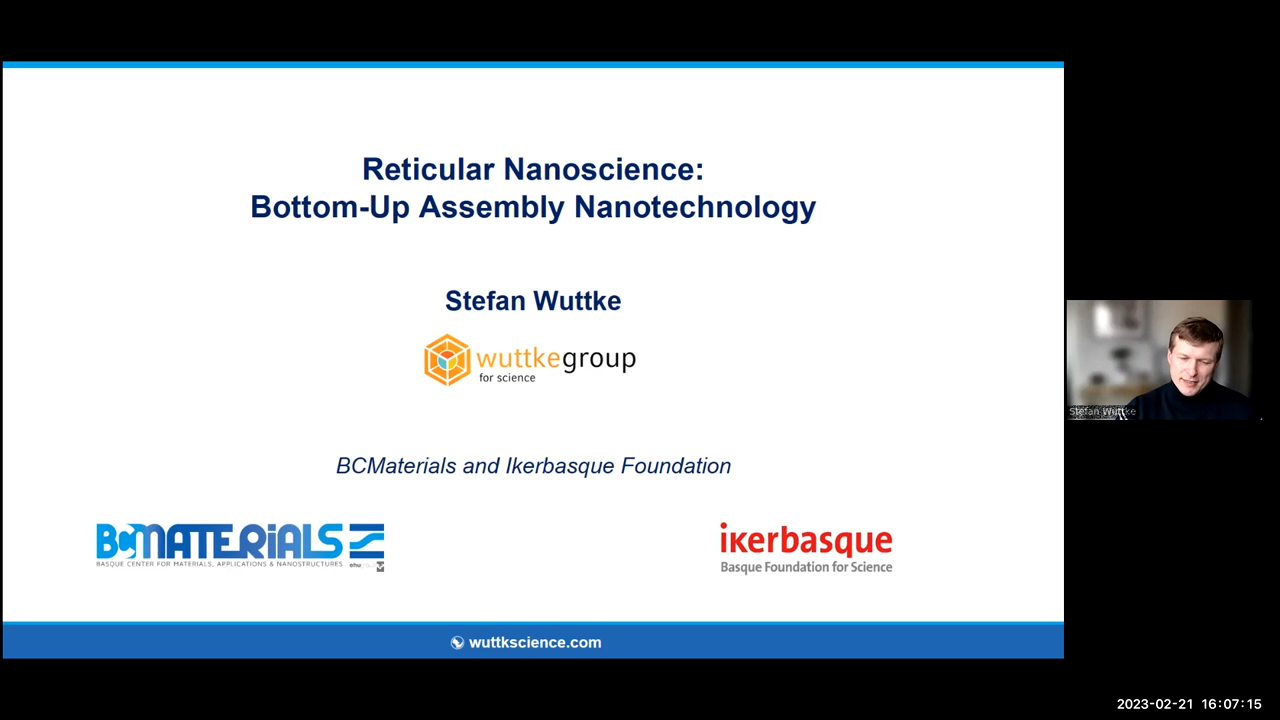 Reticular Nanoscience:
Bottom-Up Assembly Nanotechnology
Stefan Wuttke
wuttkegroup
for science
BCMaterials and Ikerbasque Foundation
BCMATERiALS
BASQUE CENTER FOR MATERIALS, APPLICATIONS & NANOSTRUCTURES
ehu
ikerbasque
Basque Foundation for Science
wuttkscience.com
Stefan Wuttke
2023-02-21 16:07:15